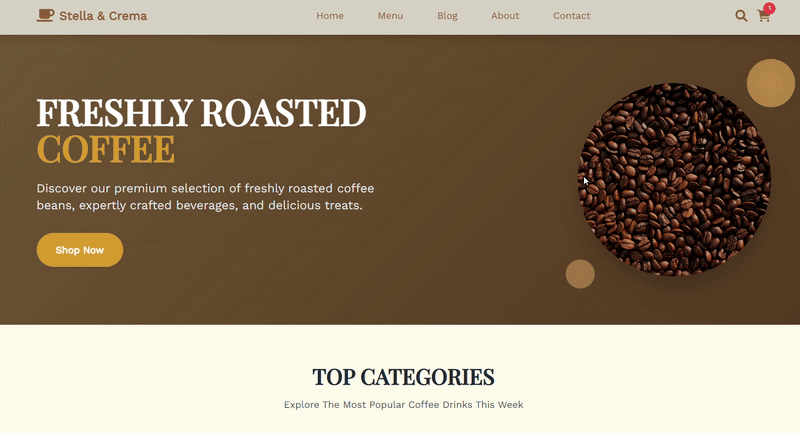 Stella & Crema
Home Menu Blog About Contact
FRESHLY ROASTED
COFFEE
Discover our premium selection of freshly roasted coffee
beans, expertly crafted beverages, and delicious treats.
Shop Now
TOP CATEGORIES
Explore The Most Popular Coffee Drinks This Week